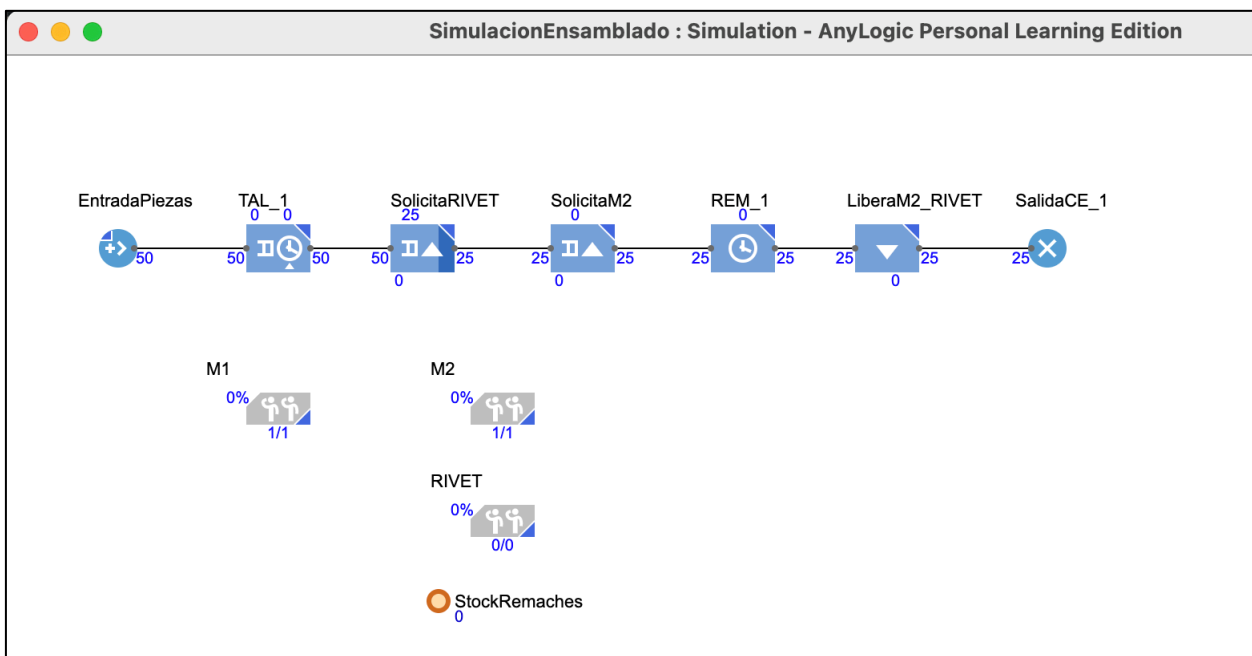 SimulacionEnsamblado : Simulation - AnyLogic Personal Learning Edition
EntradaPiezas TAL_1 SolicitaRIVET SolicitaM2 REM_1 LiberaM2_RIVET SalidaCE_1
0 0 25 0 0
50 50 50 50 25 25 25 25 25 25 25 25
0 0 0
M1 M2
0% 0%
1/1 1/1
RIVET
0%
0/0
StockRemaches
0